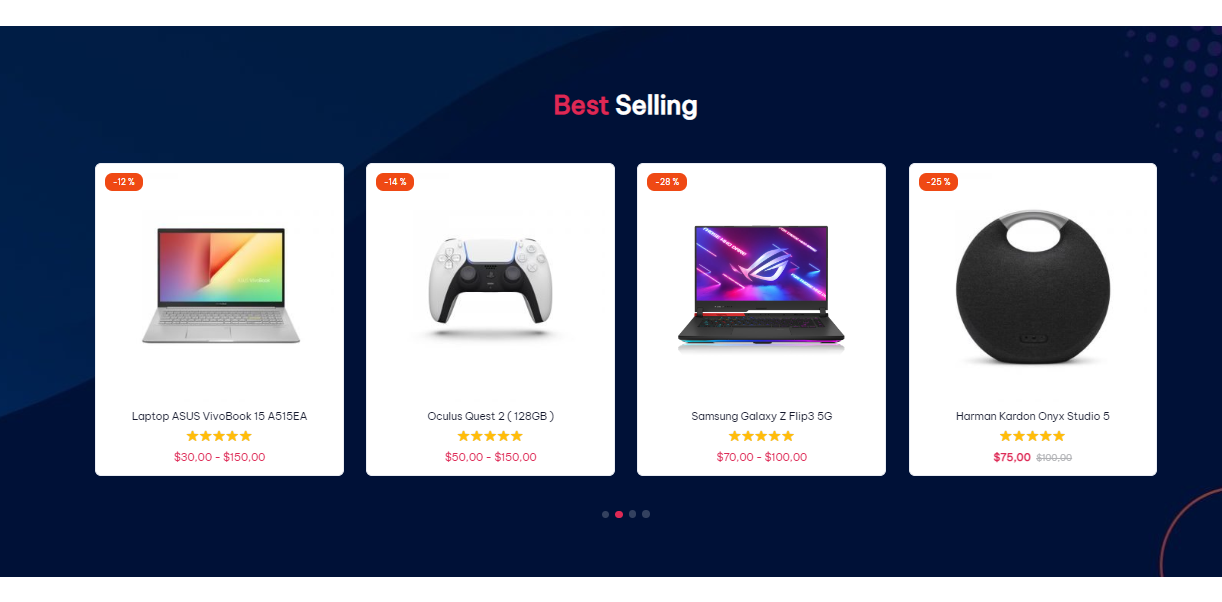 Best Selling
-12 %
-14 %
-28 %
-25 %
Laptop ASUS VivoBook 15 A515EA
Oculus Quest 2 ( 128GB )
Samsung Galaxy Z Flip3 5G
Harman Kardon Onyx Studio 5
$30,00 - $150,00
$50,00 - $150,00
$70,00 - $100,00
$75,00 $100,00